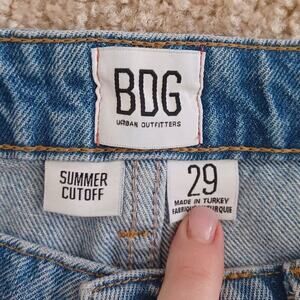 BDG
URBAN OUTFITTERS
SUMMER
CUTOFF
29
MADE IN TURKEY